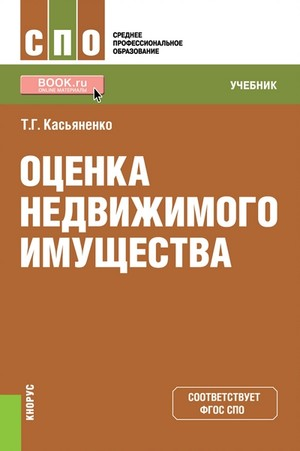 СПО
СРЕДНЕЕ
ПРОФЕССИОНАЛЬНОЕ
ОБРАЗОВАНИЕ
BOOK.ru
ONLINE МАТЕРИАЛЫ
УЧЕБНИК
Т.Г. Касьяненко
ОЦЕНКА
НЕДВИЖИМОГО
ИМУЩЕСТВА
КНОРУС
СООТВЕТСТВУЕТ
ФГОС СПО